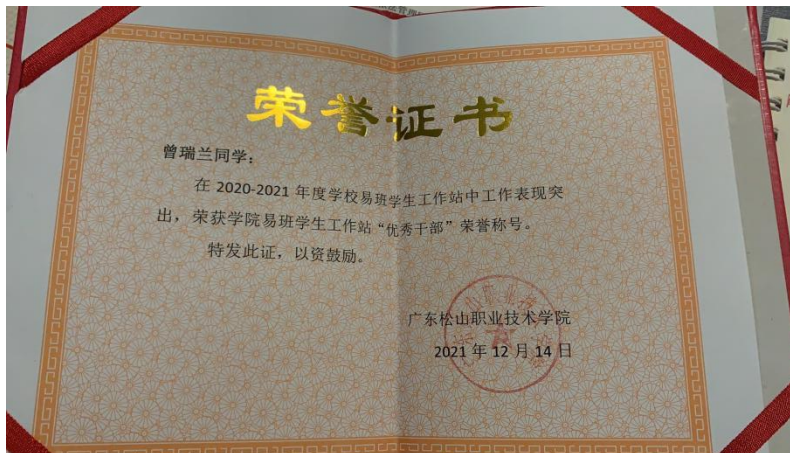 荣誉证书
曾瑞兰同学：
在 2020-2021 年度学校易班学生工作站中工作表现突
出，荣获学院易班学生工作站“优秀干部”荣誉称号。
特发此证，以资鼓励。
广东松山职业技术学院
2021 年 12 月 14 日